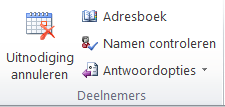 Uitnodiging
annuleren
Adresboek
Namen controleren
Antwoordopties
Deelnemers